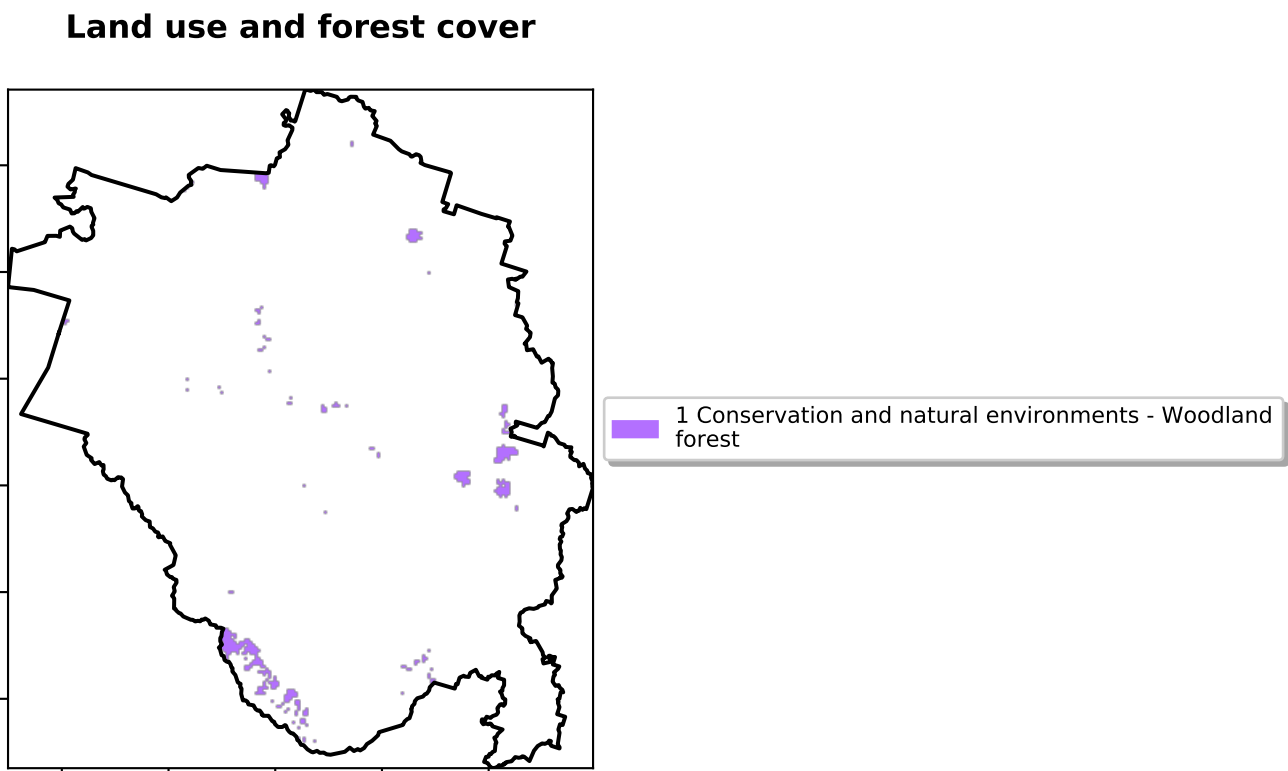 Land use and forest cover
1 Conservation and natural environments - Woodland
forest